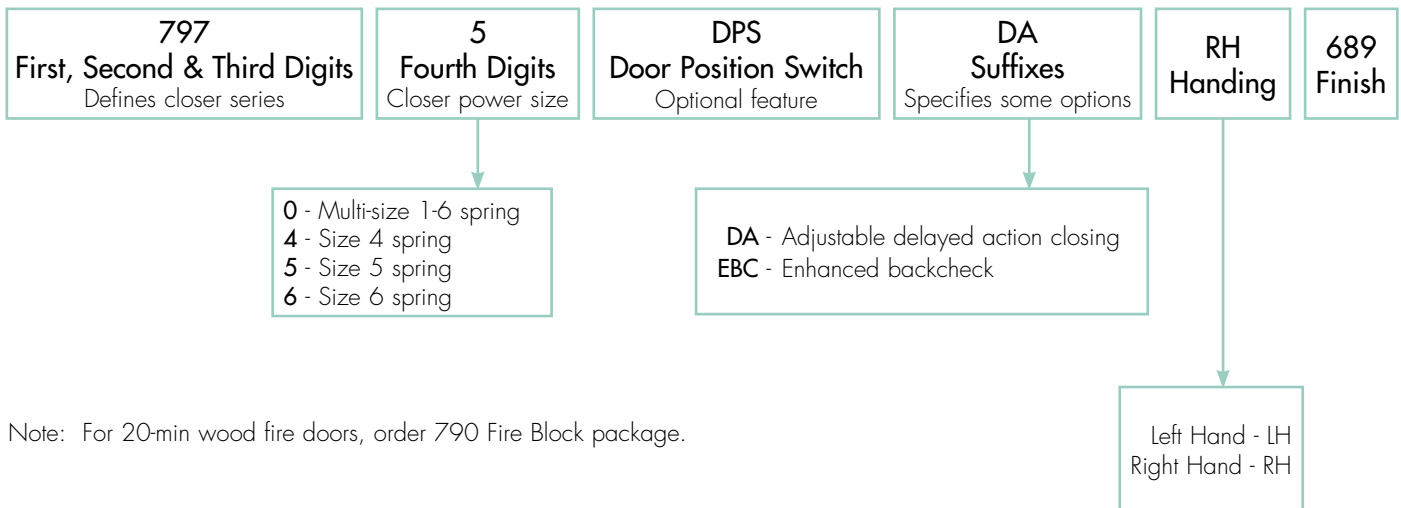 797
First, Second & Third Digits
Defines closer series
5
Fourth Digits
Closer power size
DPS
Door Position Switch
Optional feature
DA
Suffixes
Specifies some options
RH
Handing
689
Finish
0 - Multi-size 1-6 spring
4 - Size 4 spring
5 - Size 5 spring
6 - Size 6 spring
DA - Adjustable delayed action closing
EBC - Enhanced backcheck
Left Hand - LH
Right Hand - RH
Note: For 20-min wood fire doors, order 790 Fire Block package.